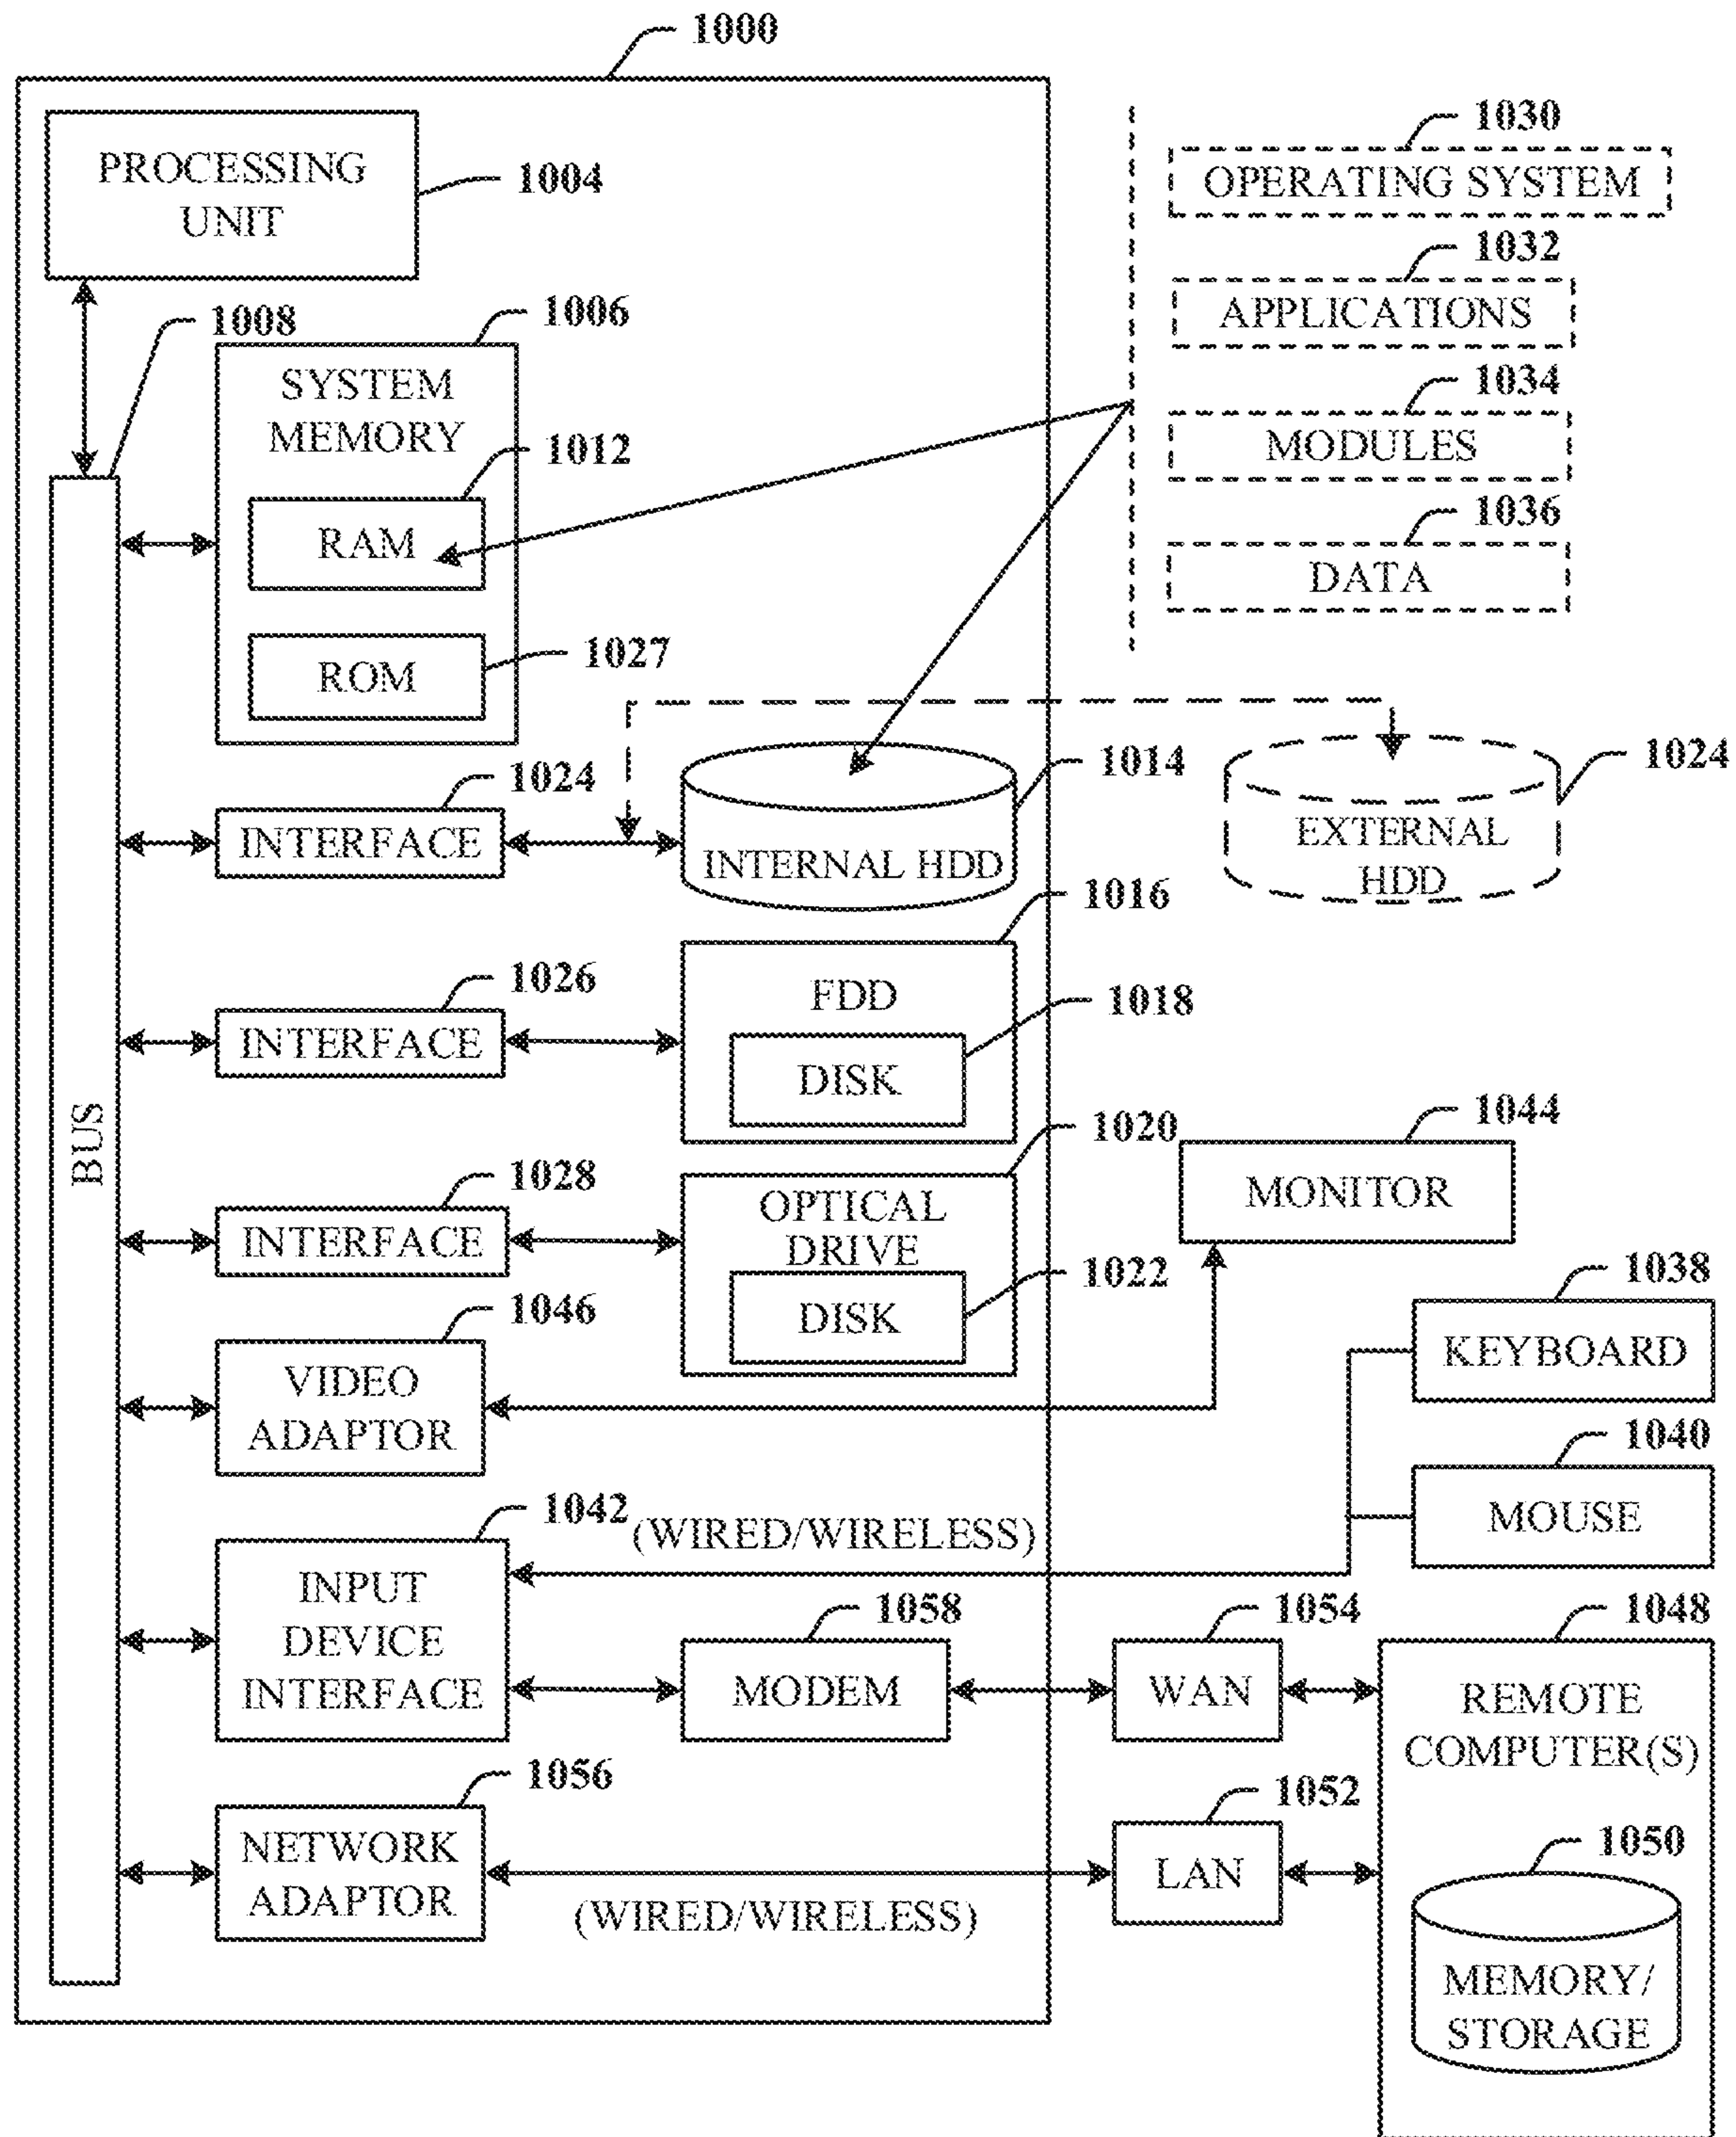 1000
PROCESSING
UNIT
1004
1030
OPERATING SYSTEM
1032
APPLICATIONS
1034
MODULES
1036
DATA
1008
1006
SYSTEM
MEMORY
1012
RAM
1027
ROM
1024
INTERFACE
1014
INTERNAL HDD
1024
EXTERNAL
HDD
1026
INTERFACE
1016
FDD
1018
DISK
BUS
1028
INTERFACE
1020
OPTICAL
DRIVE
1022
DISK
1044
MONITOR
1046
VIDEO
ADAPTOR
1038
KEYBOARD
1040
MOUSE
1042
(WIRED/WIRELESS)
INPUT
DEVICE
INTERFACE
1058
MODEM
1054
WAN
1048
REMOTE
COMPUTER(S)
1056
NETWORK
ADAPTOR
(WIRED/WIRELESS)
1052
LAN
1050
MEMORY/
STORAGE